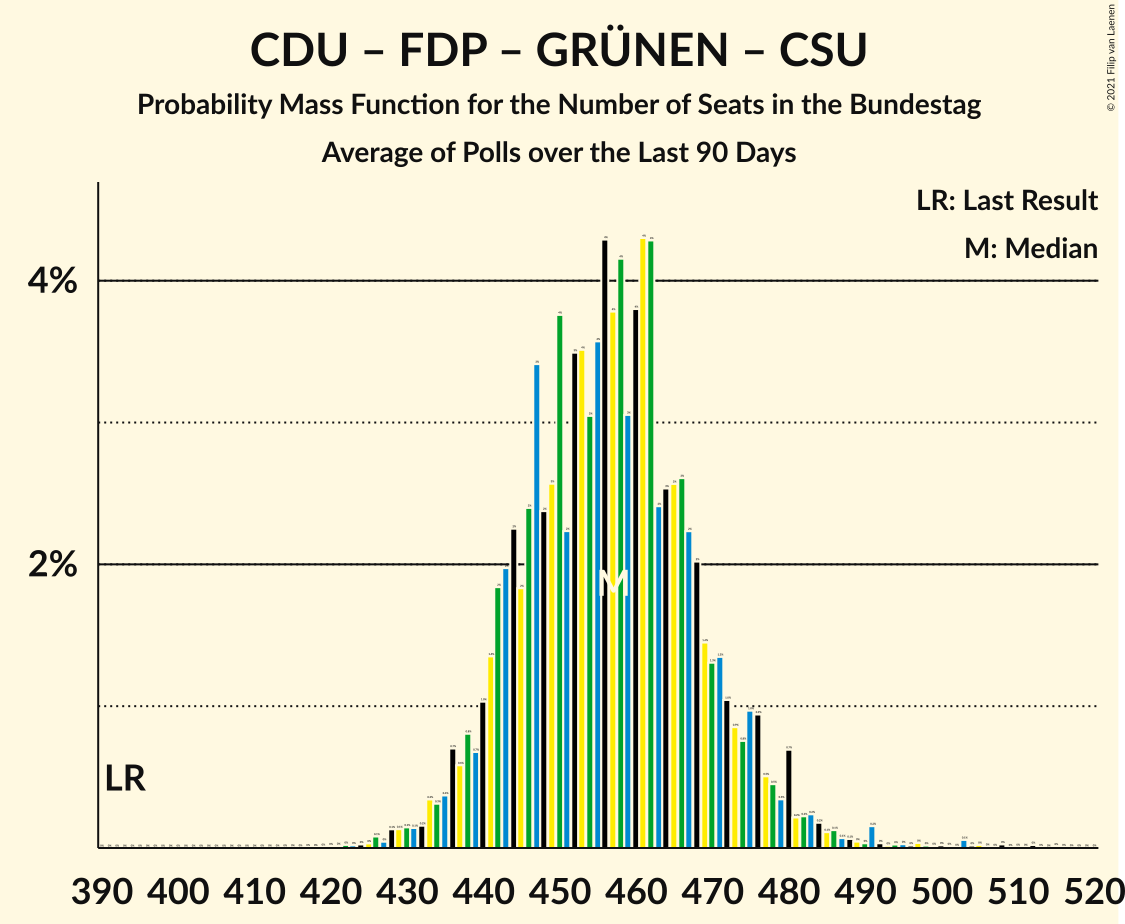 CDU – FDP – GRÜNEN – CSU
Probability Mass Function for the Number of Seats in the Bundestag
Average of Polls over the Last 90 Days
© 2021 Filip van Laenen
LR: Last Result
M: Median
4%
2%
M
LR
390 400 410 420 430 440 450 460 470 480 490 500 510 520